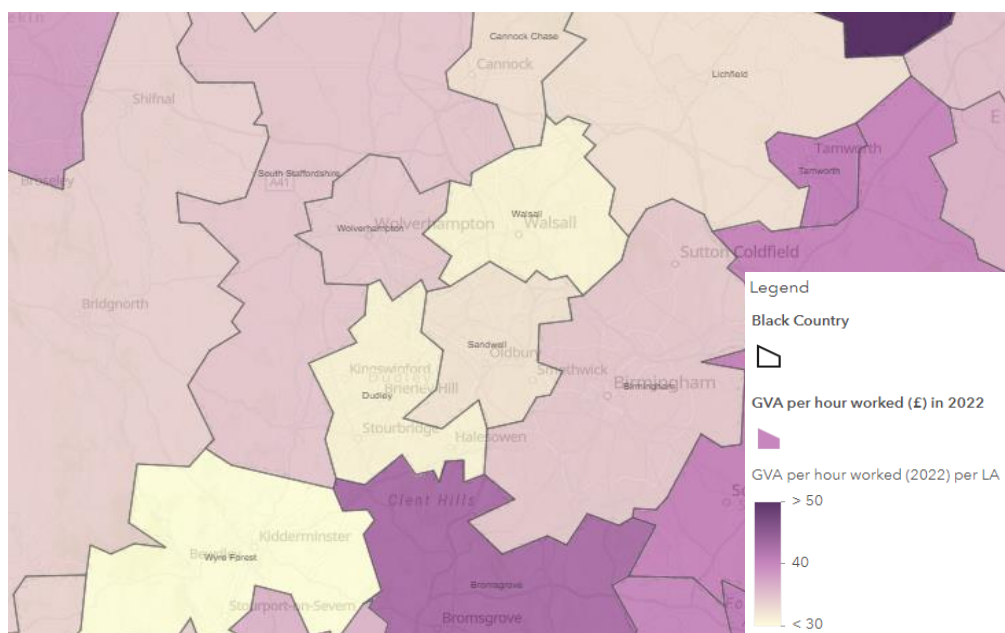 Cannock Chase
Cannock
Lichfield
Shifnal
E
Tamworth
Tamworth
South Staffordshire
A41
Broseley
Walsall
Walsall
Wolverhampton
Wolverhampton
Sutton Coldfield
Bridgnorth
Sandwell
Oldbury
Kingswinford
Dudley
Smethwick
Brierley Hill
Birmingham
Birmingham
Dudley
Stourbridge
Halesowen
Clent Hills
Kidderminster
Bewdley
Wyre Forest
Bromsgrove
Stourport-on-Severn
Bromsgrove
Legend
Black Country
GVA per hour worked (£) in 2022
GVA per hour worked (2022) per LA
> 50
40
< 30